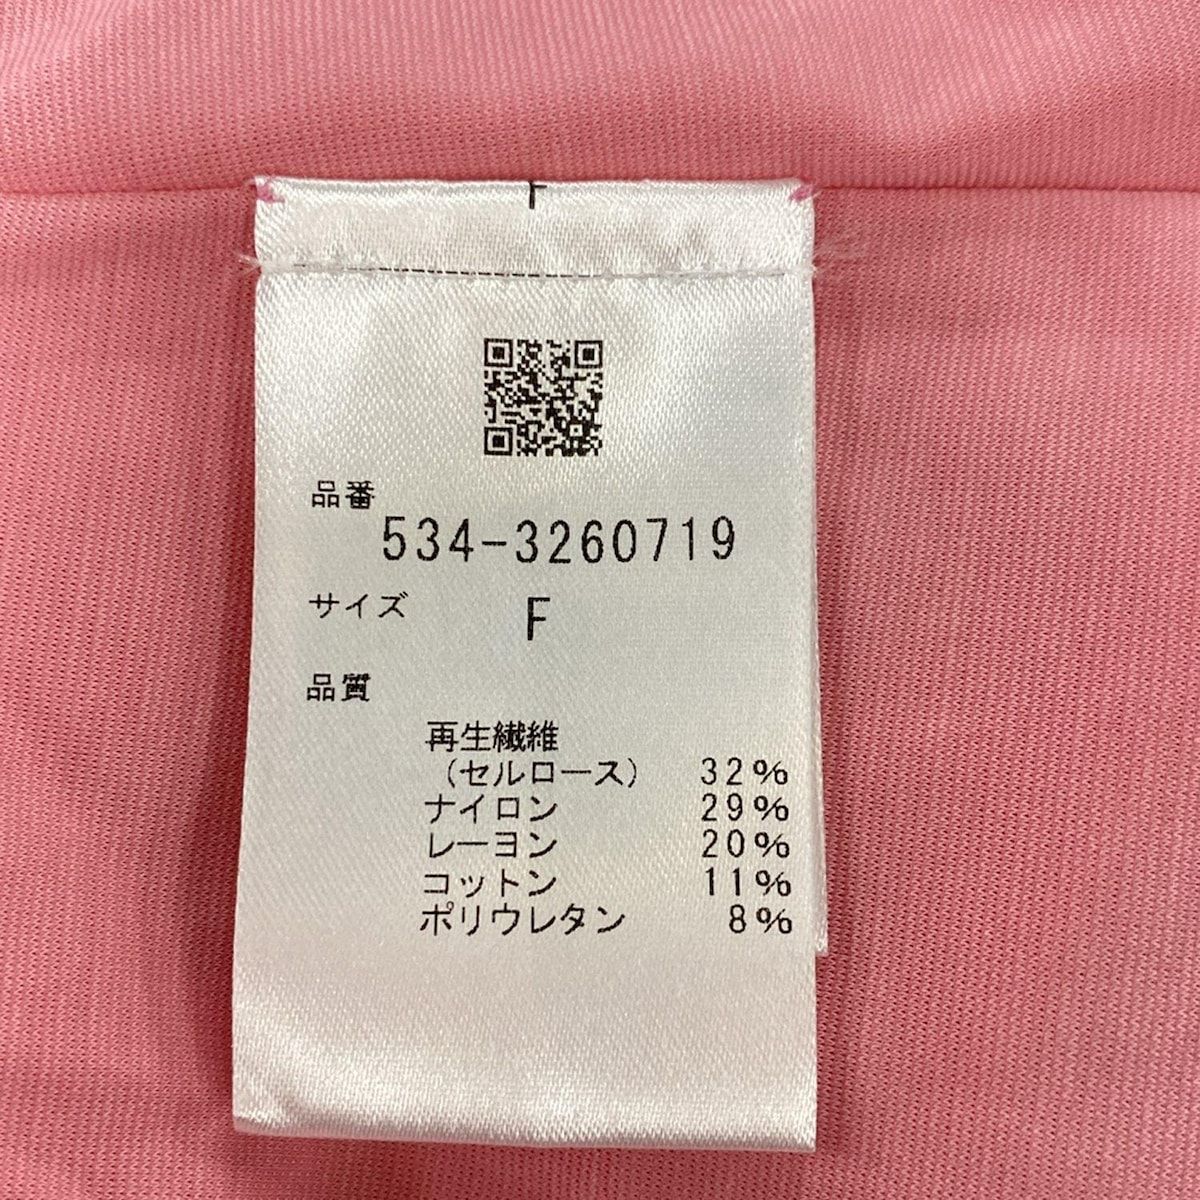 品番
534-3260719
サイズ F
品質
再生繊維
(セルロース) 32%
ナイロン 29%
レーヨン 20%
コットン 11%
ポリウレタン 8%